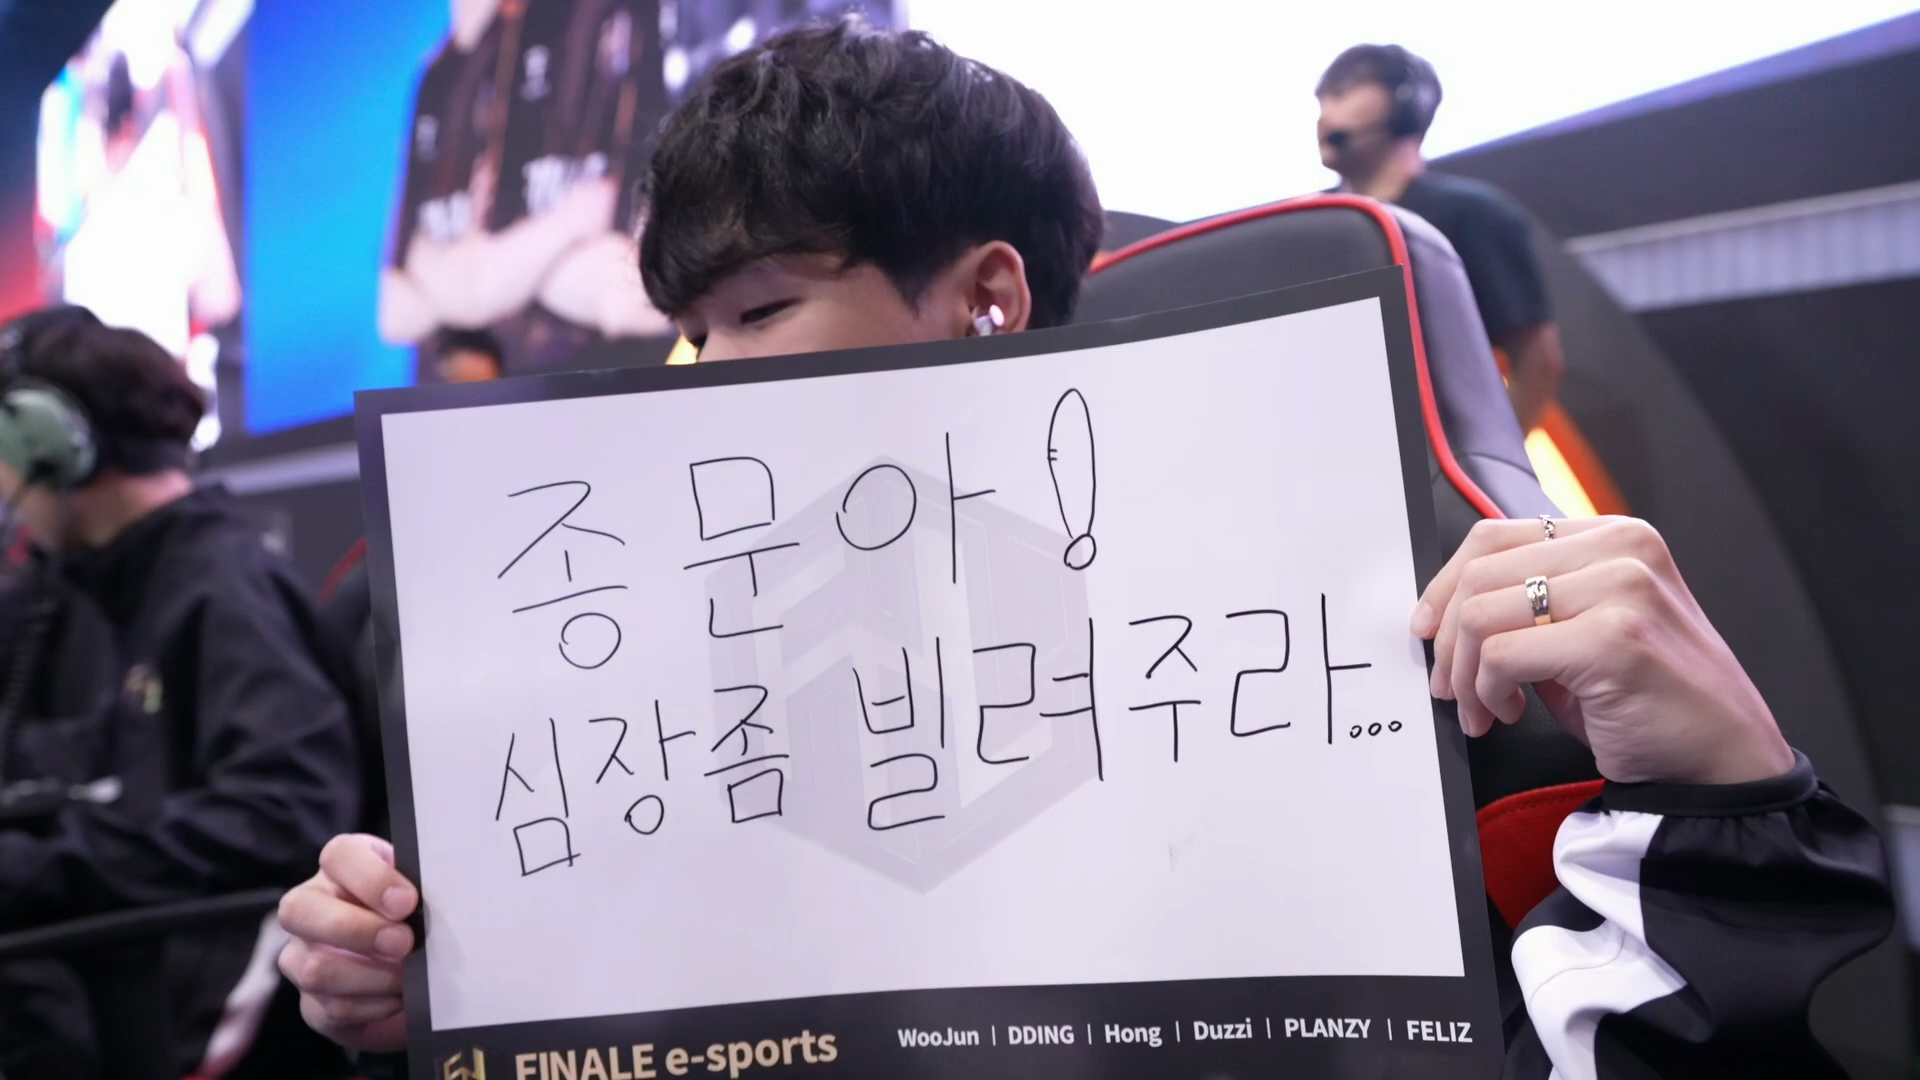 종문아!
심장좀 빌려주라...
FINALE e-sports
WooJun | DDING | Hong | Duzzi | PLANZY | FELIZ